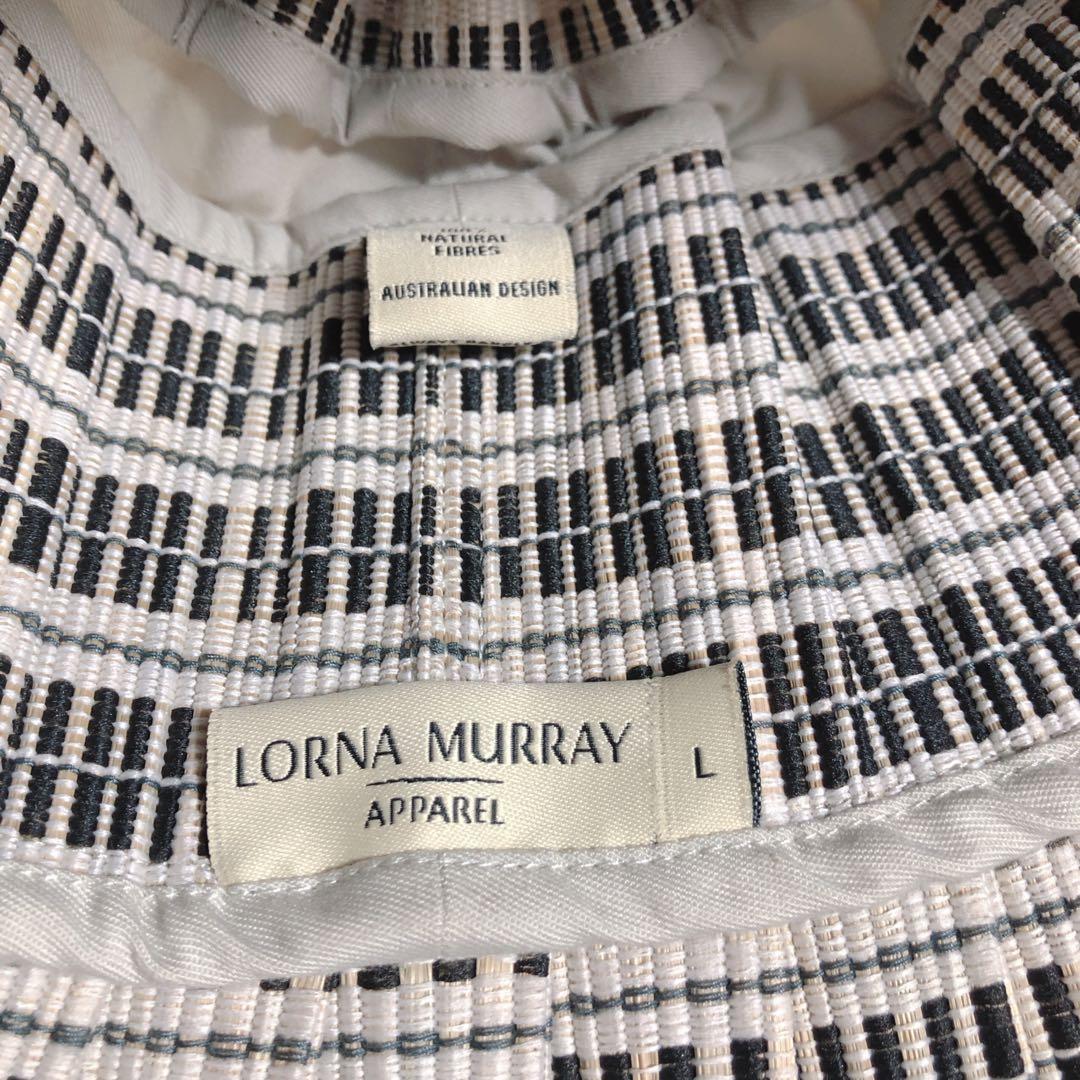 NATURAL
FIBRES
AUSTRALIAN DESIGN
LORNA MURRAY
APPAREL
L